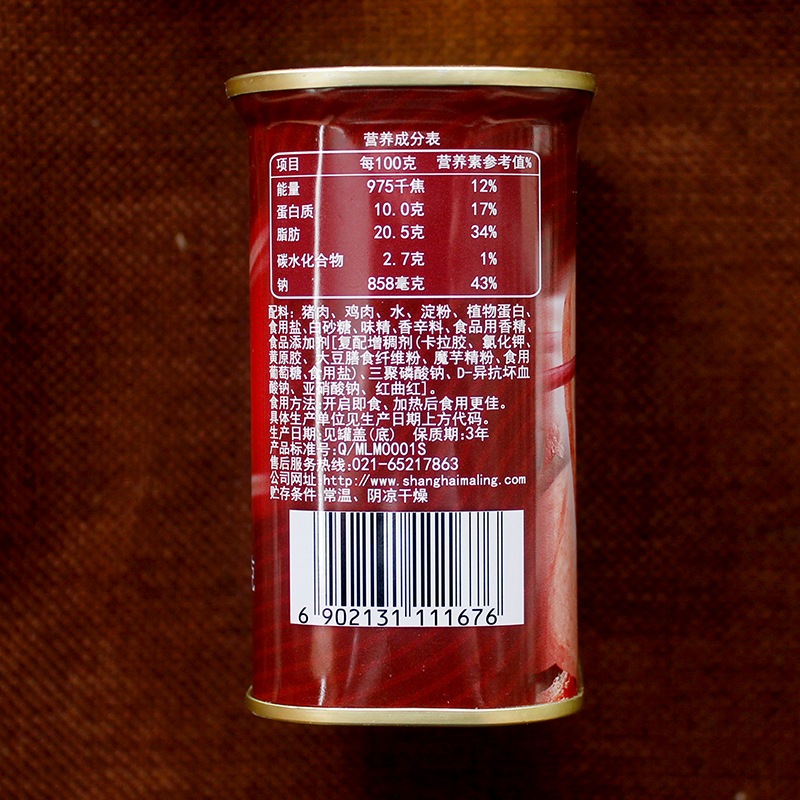 营养成分表
项目 每100克 营养素参考值%
能量 975千焦 12%
蛋白质 10.0克 17%
脂肪 20.5克 34%
碳水化合物 2.7克 1%
钠 858毫克 43%
配料:猪肉、鸡肉、水、淀粉、植物蛋白、
食用盐、白砂糖、味精、香辛料、食品用香精、
食品添加剂[复配增稠剂(卡拉胶、氯化钾、
黄原胶、大豆膳食纤维粉、魔芋精粉、食用
葡萄糖、食用盐)、三聚磷酸钠、D-异抗坏血
酸钠、亚硝酸钠、红曲红]。
食用方法:开启即食、加热后食用更佳。
具体生产单位见生产日期上方代码。
生产日期:见罐盖(底) 保质期:3年
产品标准号:Q/MLM0001S
售后服务热线:021-65217863
公司网址:http://www.shanghaimaling.com
贮存条件:常温、阴凉干燥
6 902131 111676